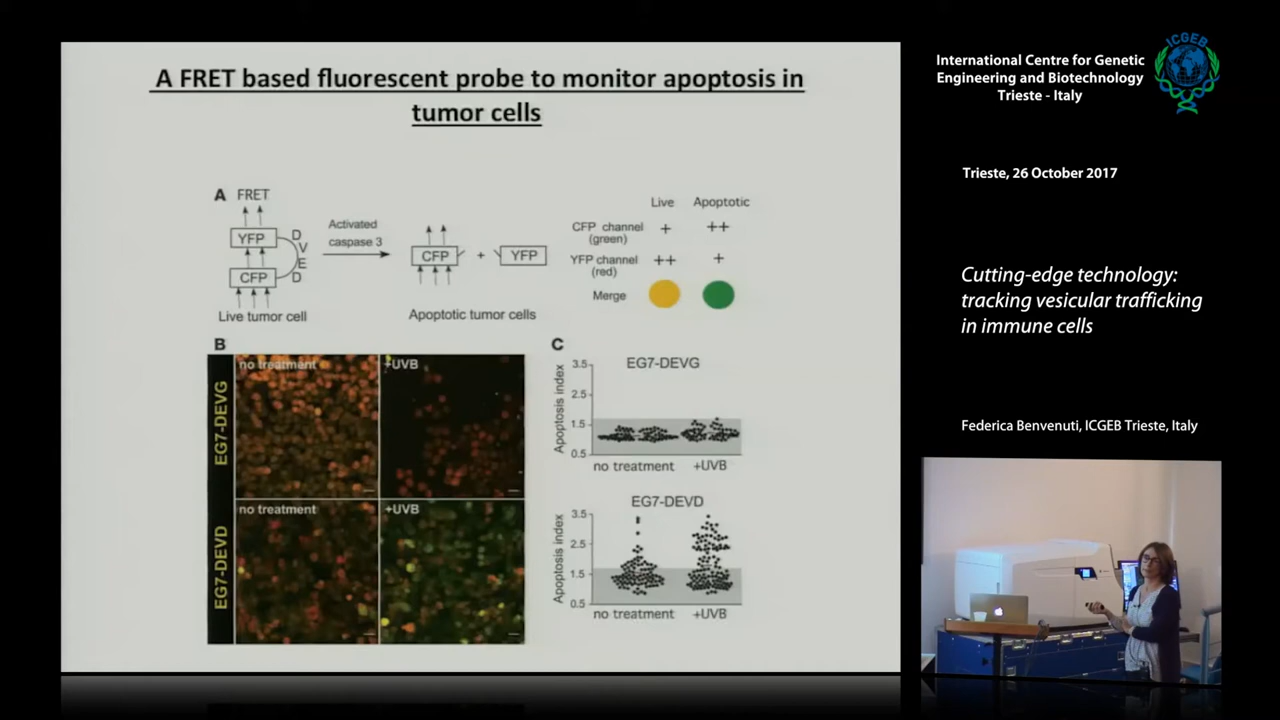 A FRET based fluorescent probe to monitor apoptosis in
tumor cells
A
FRET
YFP
CFP
D
V
E
D
Live tumor cell
Activated
caspase 3
CFP
+
YFP
Apoptotic tumor cells
Live
Apoptotic
CFP channel
(green)
+
++
YFP channel
(red)
++
+
Merge
B
EG7-DEVG
no treatment
+UVB
EG7-DEVD
no treatment
+UVB
C
EG7-DEVG
Apoptosis index
3.5
2.5
1.5
0.5
no treatment
+UVB
EG7-DEVD
Apoptosis index
3.5
2.5
1.5
0.5
no treatment
+UVB
International Centre for Genetic
Engineering and Biotechnology
Trieste - Italy
ICGEB
Trieste, 26 October 2017
Cutting-edge technology:
tracking vesicular trafficking
in immune cells
Federica Benvenuti, ICGEB Trieste, Italy